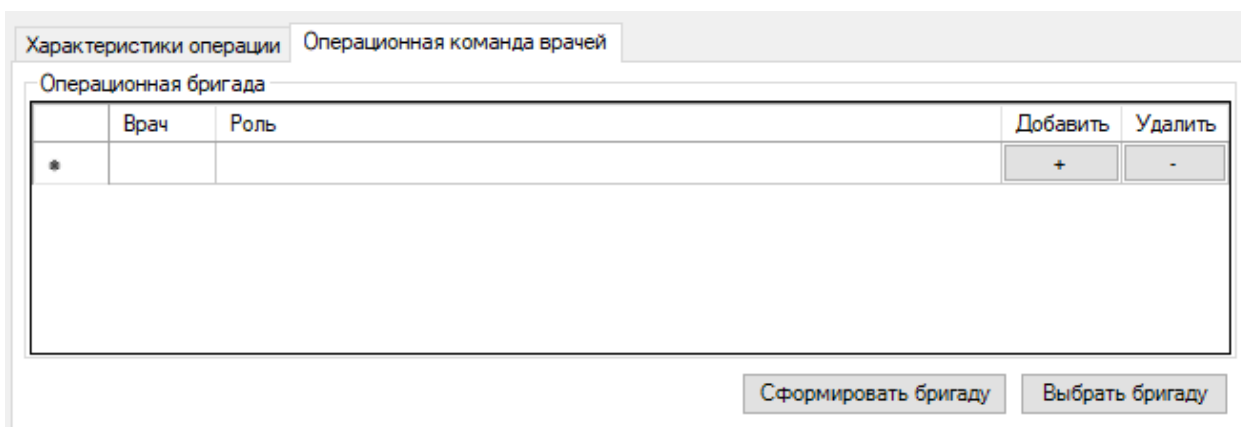 Характеристики операции Операционная команда врачей
Операционная бригада
Врач Роль Добавить Удалить
* + -
Сформировать бригаду Выбрать бригаду